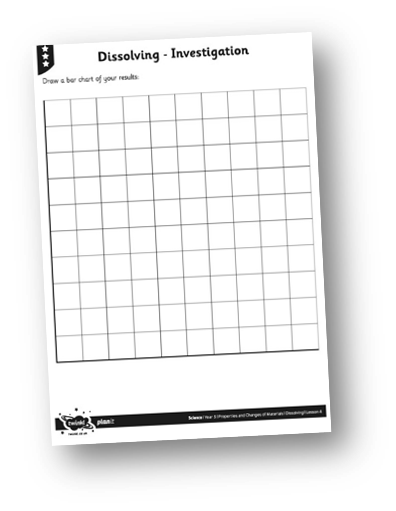 Dissolving - Investigation
Draw a bar chart of your results:
twinkl planit
Science | Year 5 | Properties and Changes of Materials | Dissolving | Lesson 4